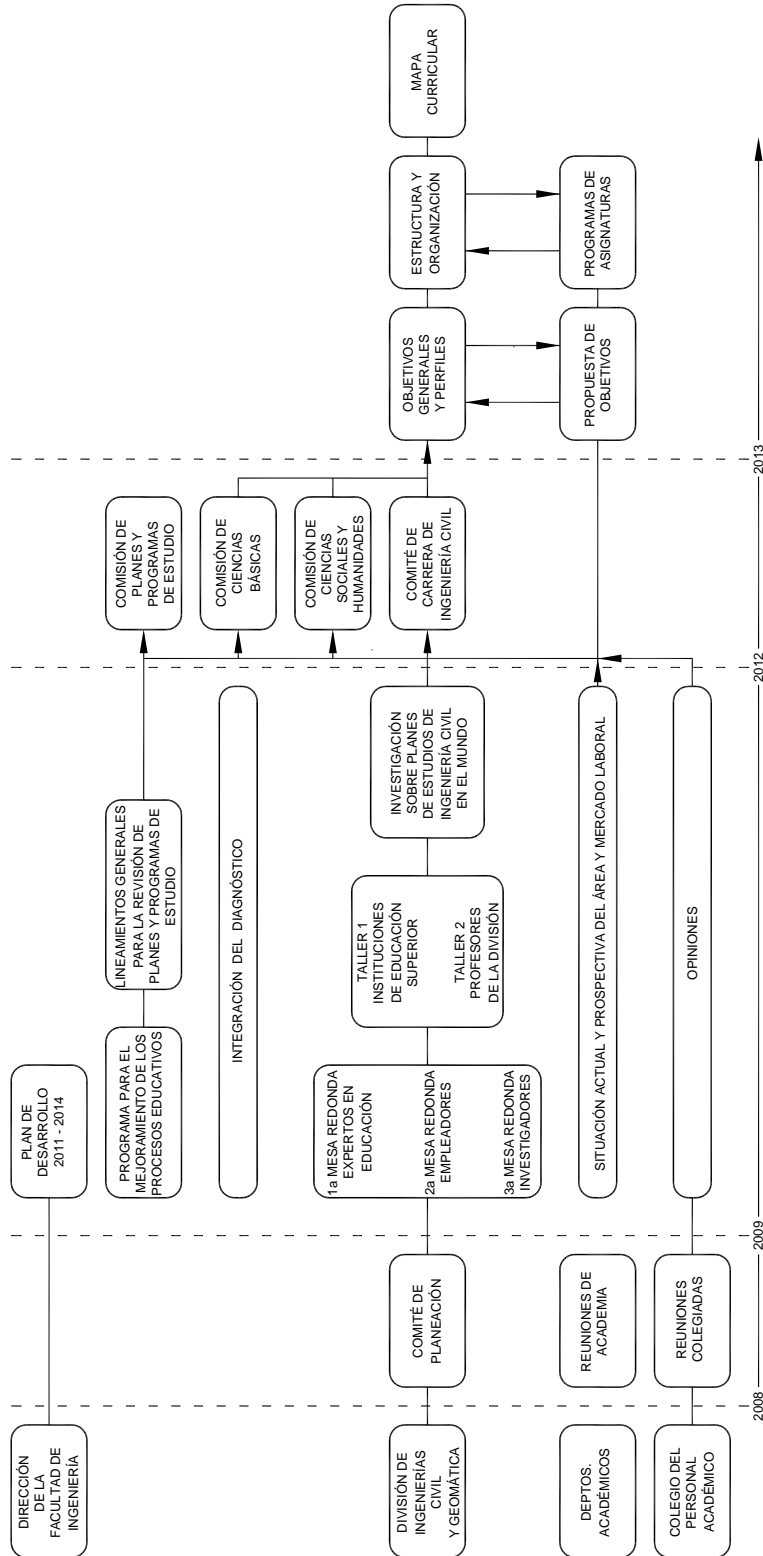 DIRECCIÓN
DE LA
FACULTAD DE
INGENIERÍA
PLAN DE
DESARROLLO
2011 - 2014
PROGRAMA PARA EL
MEJORAMIENTO DE LOS
PROCESOS EDUCATIVOS
LINEAMIENTOS GENERALES
PARA LA REVISIÓN DE
PLANES Y PROGRAMAS DE
ESTUDIO
COMISIÓN DE
PLANES Y
PROGRAMAS
DE ESTUDIO
INTEGRACIÓN DEL DIAGNÓSTICO
COMISIÓN DE
CIENCIAS
BÁSICAS
COMISIÓN DE
CIENCIAS
SOCIALES Y
HUMANIDADES
DIVISIÓN DE
INGENIERÍAS
CIVIL
Y GEOMÁTICA
COMITÉ DE
PLANEACIÓN
1a MESA REDONDA
EXPERTOS EN
EDUCACIÓN
2a MESA REDONDA
EMPLEADORES
3a MESA REDONDA
INVESTIGADORES
TALLER 1
INSTITUCIONES
DE EDUCACIÓN
SUPERIOR
TALLER 2
PROFESORES
DE LA DIVISIÓN
INVESTIGACIÓN
SOBRE PLANES
DE ESTUDIOS DE
INGENIERÍA CIVIL
EN EL MUNDO
COMITÉ DE
CARRERA DE
INGENIERÍA CIVIL
OBJETIVOS
GENERALES
Y PERFILES
ESTRUCTURA Y
ORGANIZACIÓN
MAPA
CURRICULAR
DEPTOS.
ACADÉMICOS
REUNIONES DE
ACADEMIA
SITUACIÓN ACTUAL Y PROSPECTIVA DEL ÁREA Y MERCADO LABORAL
PROPUESTA DE
OBJETIVOS
PROGRAMAS DE
ASIGNATURAS
COLEGIO DEL
PERSONAL
ACADÉMICO
REUNIONES
COLEGIADAS
OPINIONES
2008
2009
2012
2013